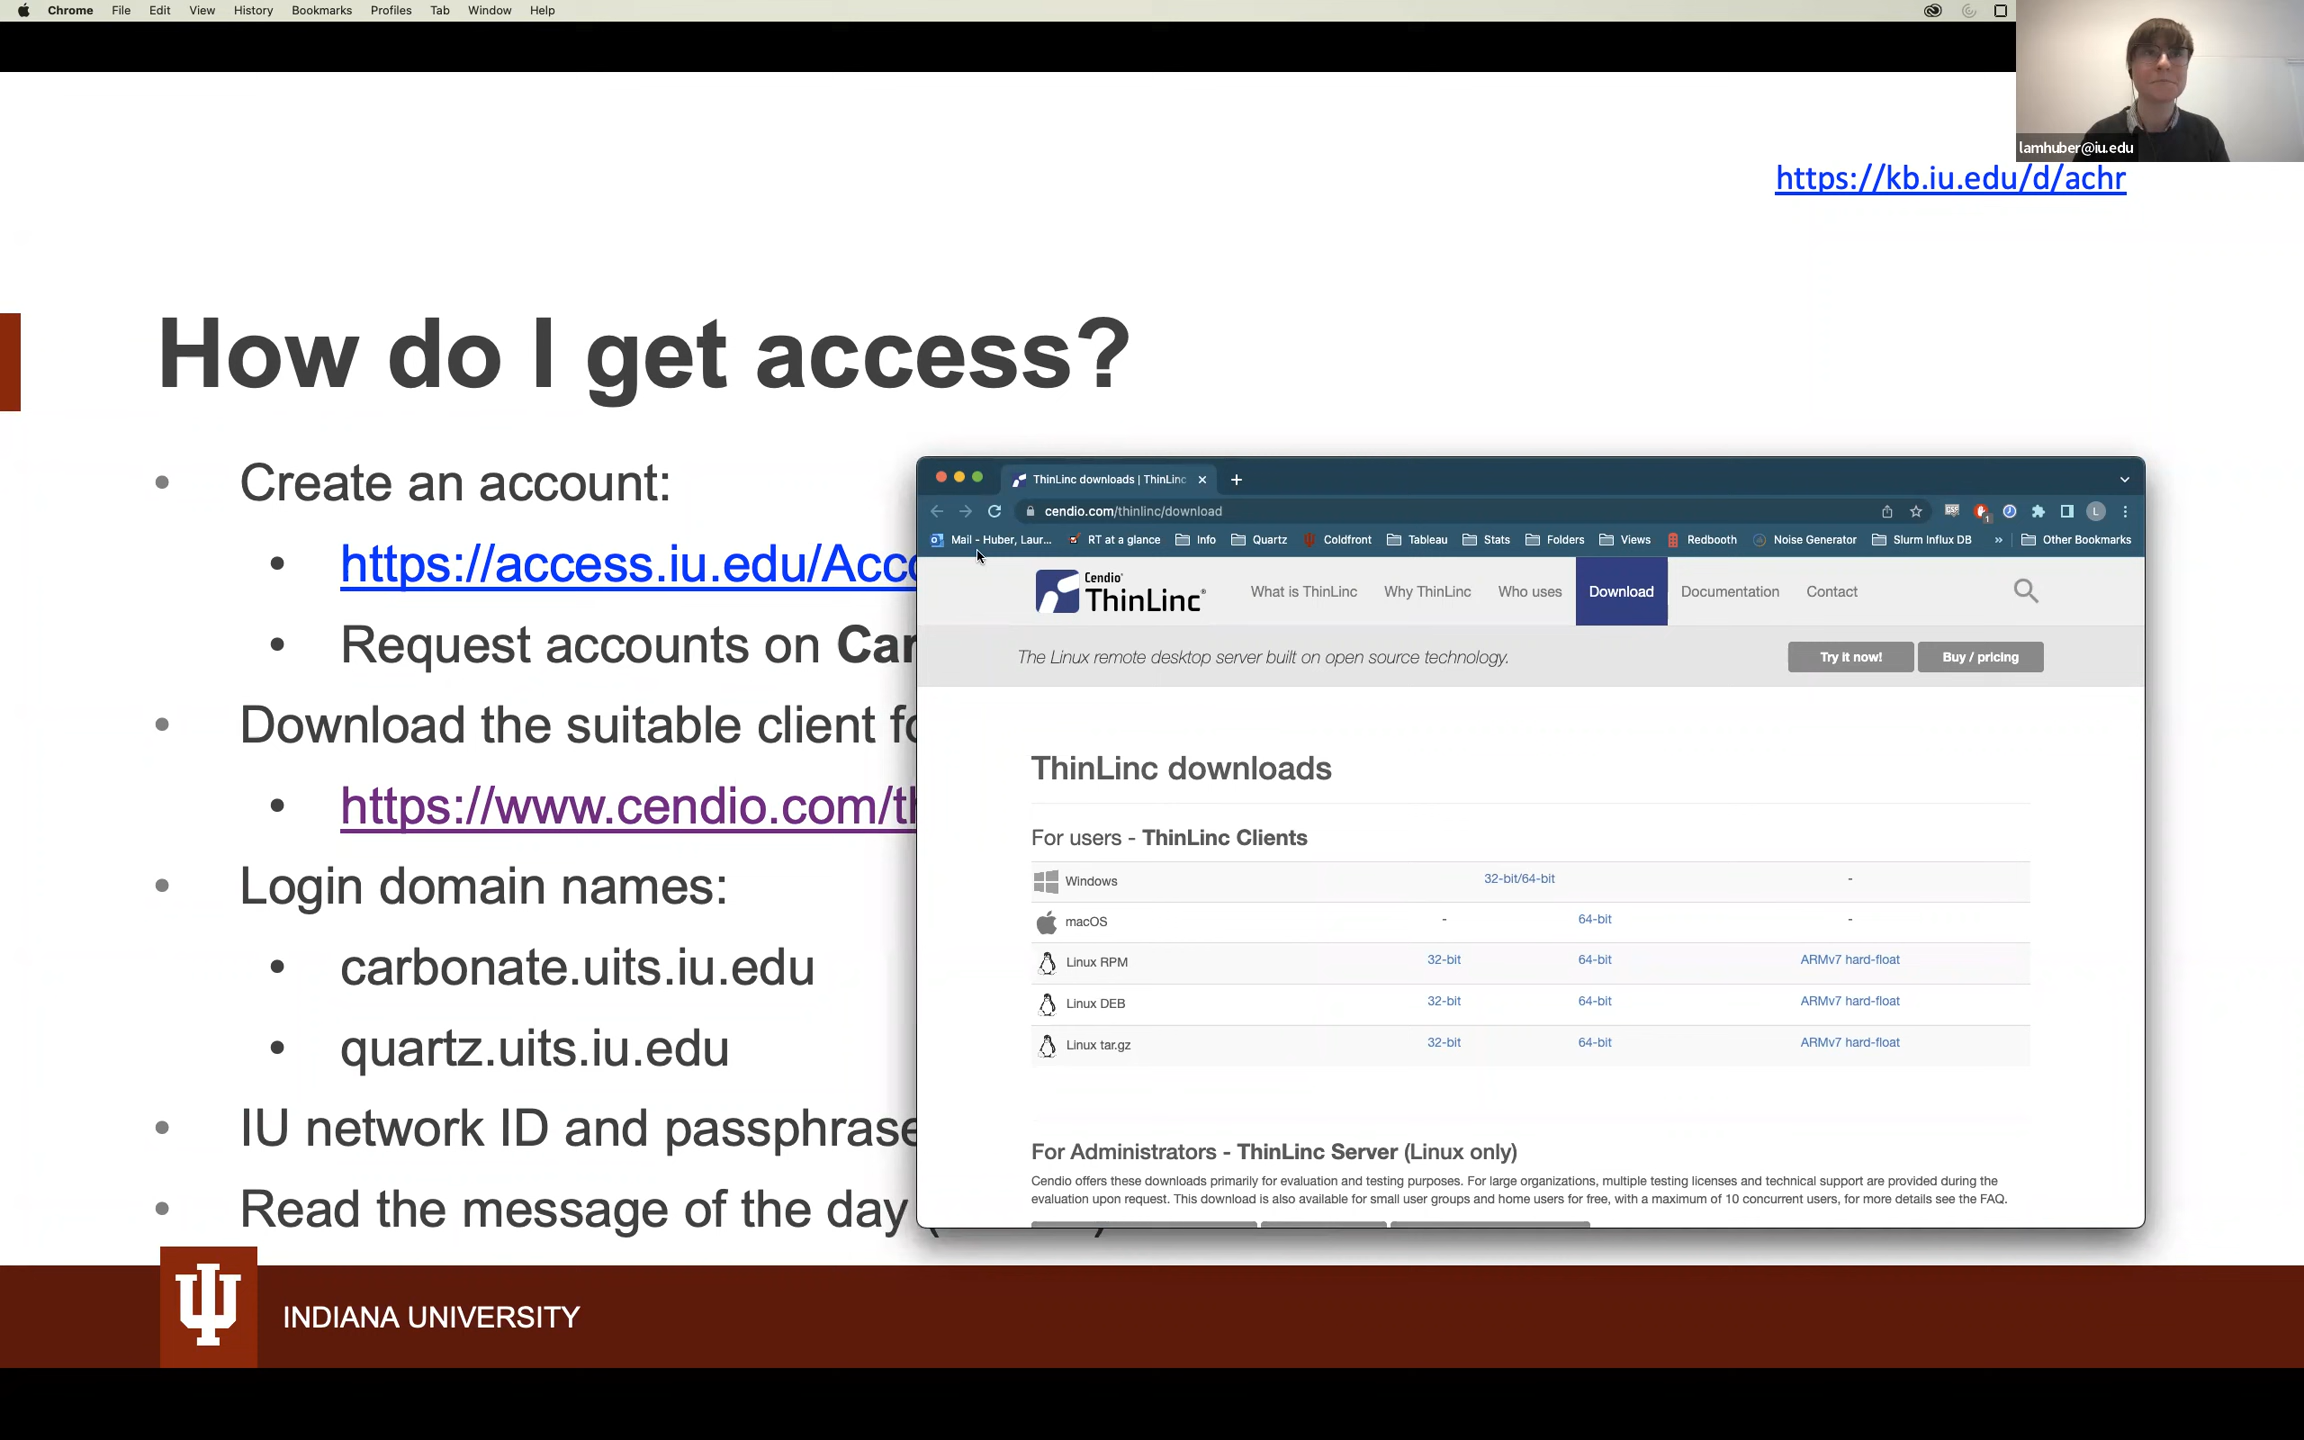 Chrome File Edit View History Bookmarks Profiles Tab Window Help
lamhuber@iu.edu
https://kb.iu.edu/d/achr
How do I get access?
• Create an account:
• https://access.iu.edu/Acco
• Request accounts on Car
• Download the suitable client fo
• https://www.cendio.com/th
• Login domain names:
• carbonate.uits.iu.edu
• quartz.uits.iu.edu
• IU network ID and passphrase
• Read the message of the day
INDIANA UNIVERSITY
ThinLinc downloads | ThinLinc
cendio.com/thinlinc/download
L
Mail - Huber, Laur... RT at a glance Info Quartz Coldfront Tableau Stats Folders Views Redbooth Noise Generator Slurm Influx DB » Other Bookmarks
Cendio®
ThinLinc®
What is ThinLinc Why ThinLinc Who uses Download Documentation Contact
The Linux remote desktop server built on open source technology.
Try it now! Buy / pricing
ThinLinc downloads
For users - ThinLinc Clients
Windows 32-bit/64-bit -
macOS - 64-bit -
Linux RPM 32-bit 64-bit ARMv7 hard-float
Linux DEB 32-bit 64-bit ARMv7 hard-float
Linux tar.gz 32-bit 64-bit ARMv7 hard-float
For Administrators - ThinLinc Server (Linux only)
Cendio offers these downloads primarily for evaluation and testing purposes. For large organizations, multiple testing licenses and technical support are provided during the
evaluation upon request. This download is also available for small user groups and home users for free, with a maximum of 10 concurrent users, for more details see the FAQ.